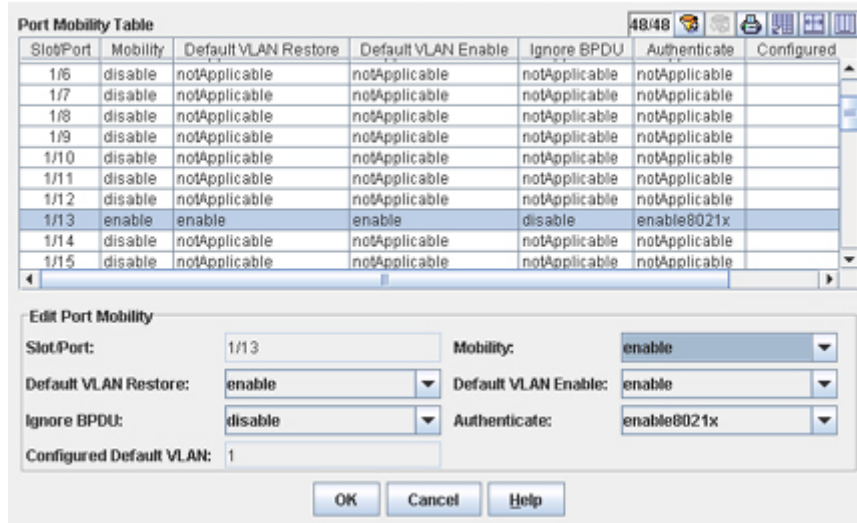 Port Mobility Table 48/48
Slot/Port Mobility Default VLAN Restore Default VLAN Enable Ignore BPDU Authenticate Configured
1/6 disable notApplicable notApplicable notApplicable notApplicable
1/7 disable notApplicable notApplicable notApplicable notApplicable
1/8 disable notApplicable notApplicable notApplicable notApplicable
1/9 disable notApplicable notApplicable notApplicable notApplicable
1/10 disable notApplicable notApplicable notApplicable notApplicable
1/11 disable notApplicable notApplicable notApplicable notApplicable
1/12 disable notApplicable notApplicable notApplicable notApplicable
1/13 enable enable enable disable enable8021x
1/14 disable notApplicable notApplicable notApplicable notApplicable
1/15 disable notApplicable notApplicable notApplicable notApplicable
Edit Port Mobility
Slot/Port: 1/13 Mobility: enable
Default VLAN Restore: enable Default VLAN Enable: enable
Ignore BPDU: disable Authenticate: enable8021x
Configured Default VLAN: 1
OK Cancel Help